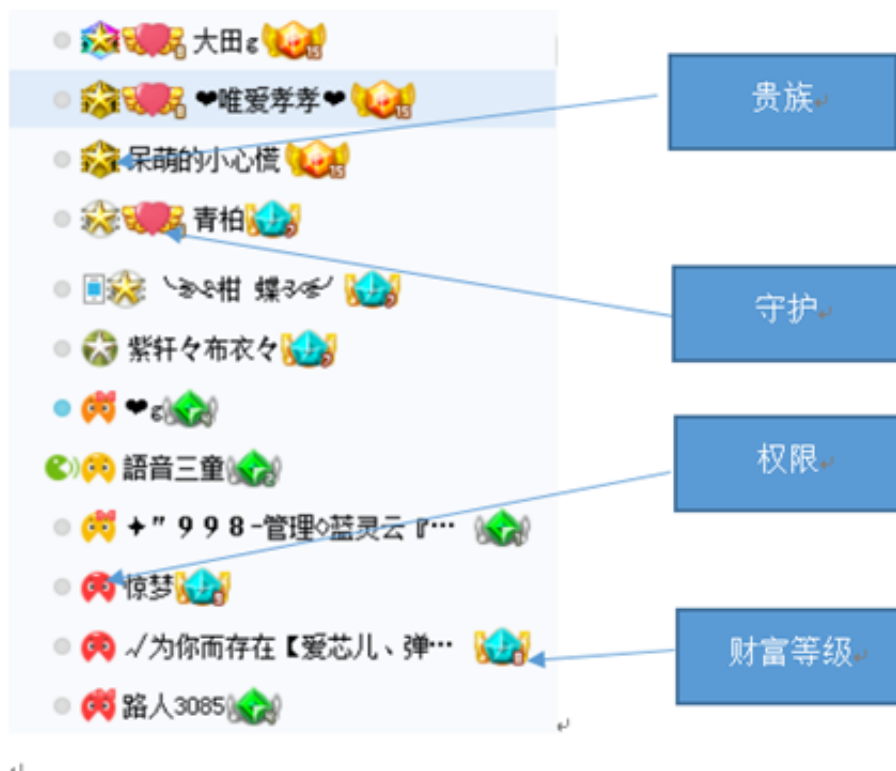 大田ღ
❤唯爱孝孝❤
贵族
呆萌的小心慌
青柏
守护
柑 蝶
紫轩々布衣々
❤ღ
語音三童
权限
✦″998-管理◇蓝灵云『…
惊梦
√为你而存在【爱芯儿、弹…
财富等级
路人3085